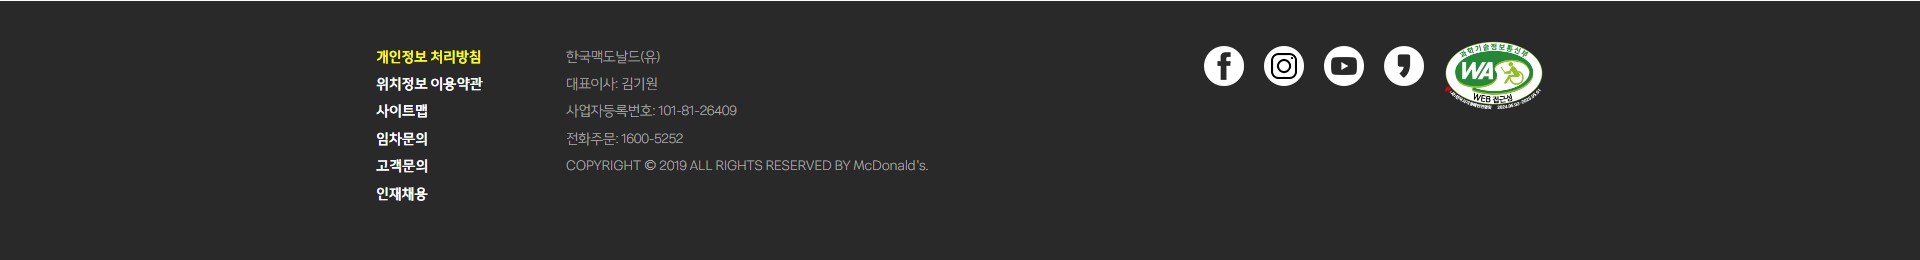 개인정보 처리방침
위치정보 이용약관
사이트맵
임차문의
고객문의
인재채용
한국맥도날드(유)
대표이사: 김기원
사업자등록번호: 101-81-26409
전화주문: 1600-5252
COPYRIGHT © 2019 ALL RIGHTS RESERVED BY McDonald's.
과학기술정보통신부
WA
WEB 접근성